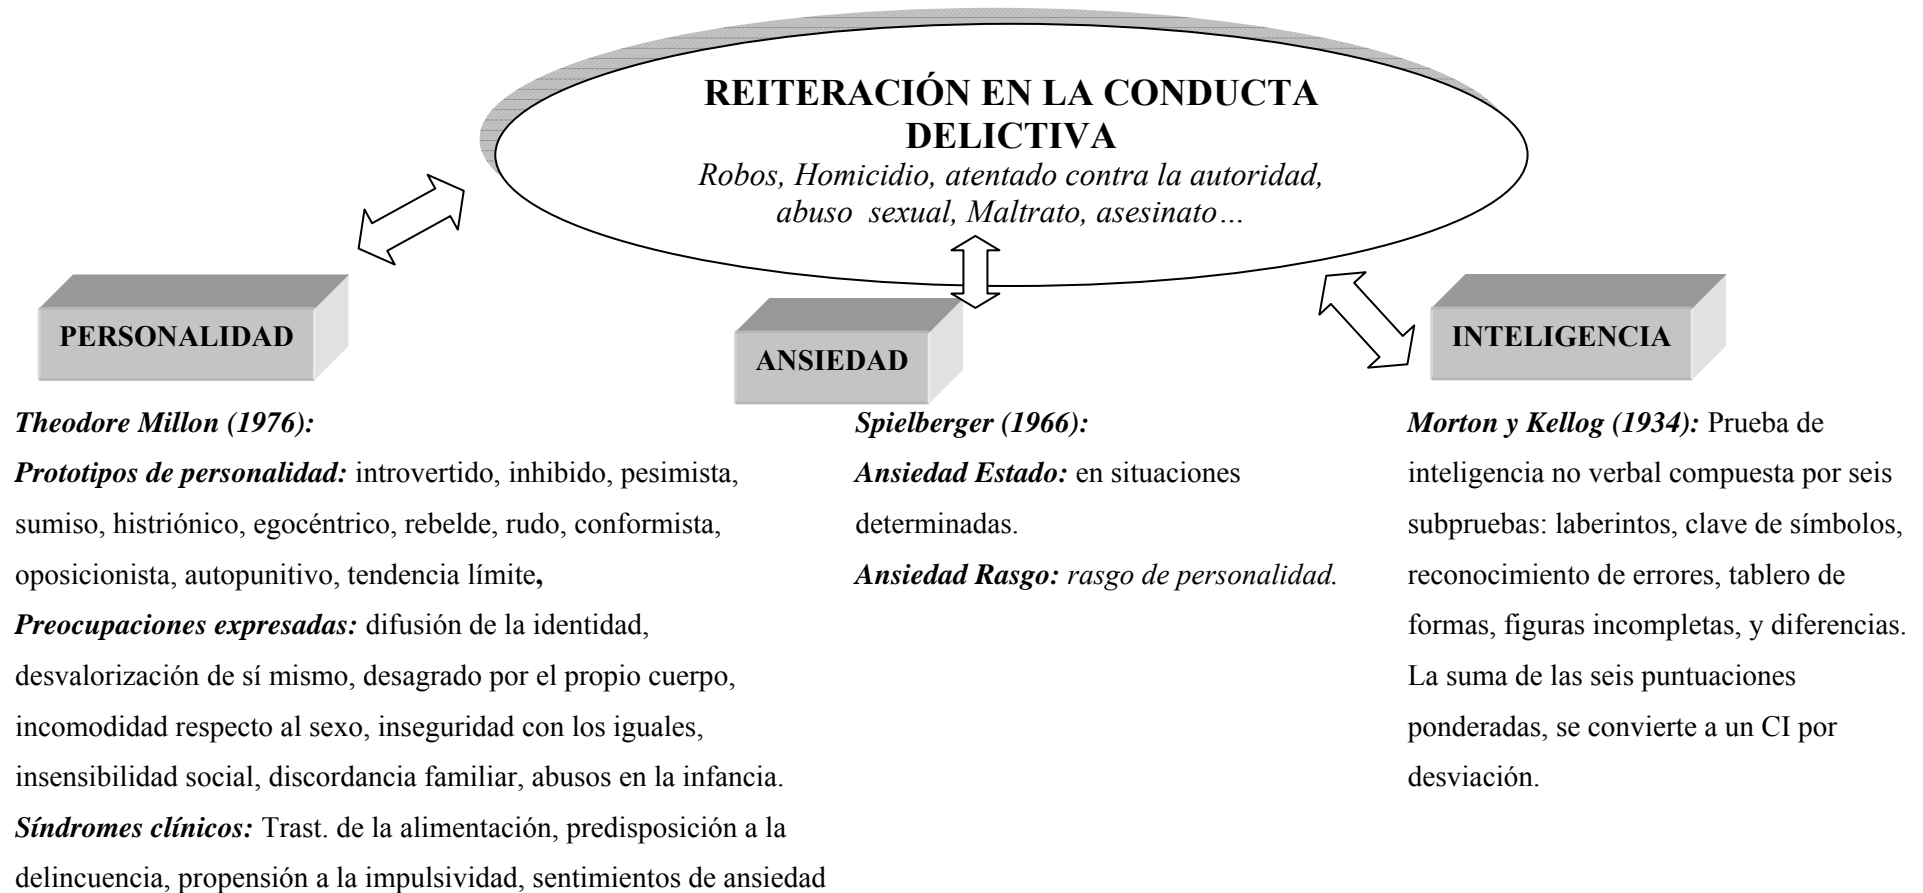 REITERACIÓN EN LA CONDUCTA
DELICTIVA
Robos, Homicidio, atentado contra la autoridad,
abuso sexual, Maltrato, asesinato…
PERSONALIDAD
Theodore Millon (1976):
Prototipos de personalidad: introvertido, inhibido, pesimista,
sumiso, histriónico, egocéntrico, rebelde, rudo, conformista,
oposicionista, autopunitivo, tendencia límite,
Preocupaciones expresadas: difusión de la identidad,
desvalorización de sí mismo, desagrado por el propio cuerpo,
incomodidad respecto al sexo, inseguridad con los iguales,
insensibilidad social, discordancia familiar, abusos en la infancia.
Síndromes clínicos: Trast. de la alimentación, predisposición a la
delincuencia, propensión a la impulsividad, sentimientos de ansiedad
ANSIEDAD
Spielberger (1966):
Ansiedad Estado: en situaciones
determinadas.
Ansiedad Rasgo: rasgo de personalidad.
INTELIGENCIA
Morton y Kellog (1934): Prueba de
inteligencia no verbal compuesta por seis
subpruebas: laberintos, clave de símbolos,
reconocimiento de errores, tablero de
formas, figuras incompletas, y diferencias.
La suma de las seis puntuaciones
ponderadas, se convierte a un CI por
desviación.